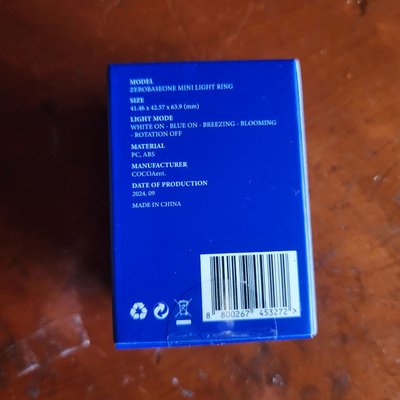 MODEL
ZEROBASEONE MINI LIGHT RING
SIZE
41.46 x 42.57 x 63.9 (mm)
LIGHT MODE
WHITE ON - BLUE ON - BREEZING - BLOOMING
- ROTATION OFF
MATERIAL
PC, ABS
MANUFACTURER
COCOAent.
DATE OF PRODUCTION
2024. 09
MADE IN CHINA
8 800267 453272 >